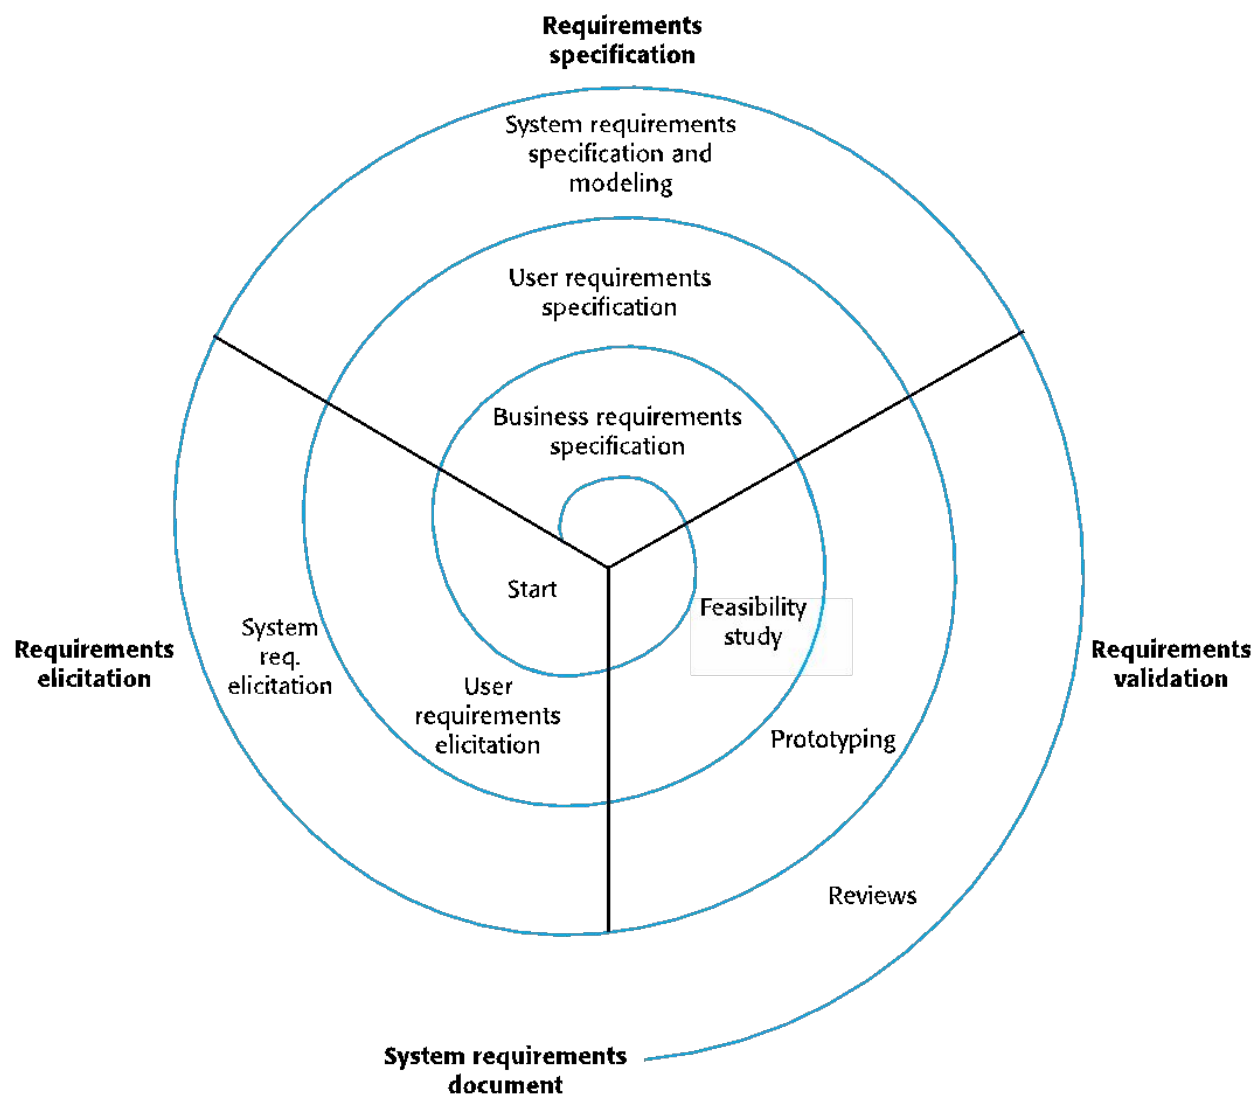 Requirements
specification
System requirements
specification and
modeling
User requirements
specification
Business requirements
specification
Start
Feasibility
study
System
req.
elicitation
Requirements
elicitation
Requirements
validation
User
requirements
elicitation
Prototyping
Reviews
System requirements
document